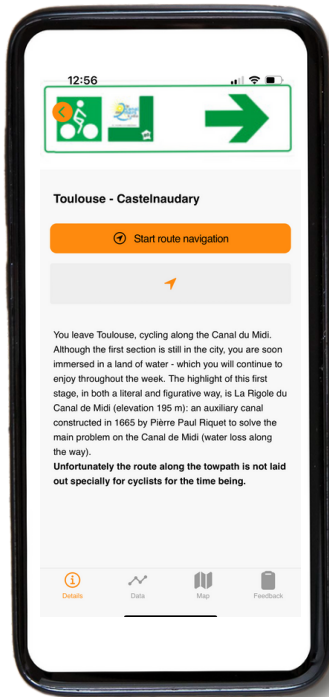 12:56
Toulouse - Castelnaudary
Start route navigation
You leave Toulouse, cycling along the Canal du Midi.
Although the first section is still in the city, you are soon
immersed in a land of water - which you will continue to
enjoy throughout the week. The highlight of this first
stage, in both a literal and figurative way, is La Rigole du
Canal de Midi (elevation 195 m): an auxiliary canal
constructed in 1665 by Pièrre Paul Riquet to solve the
main problem on the Canal de Midi (water loss along
the way).
Unfortunately the route along the towpath is not laid
out specially for cyclists for the time being.
Details
Data
Map
Feedback